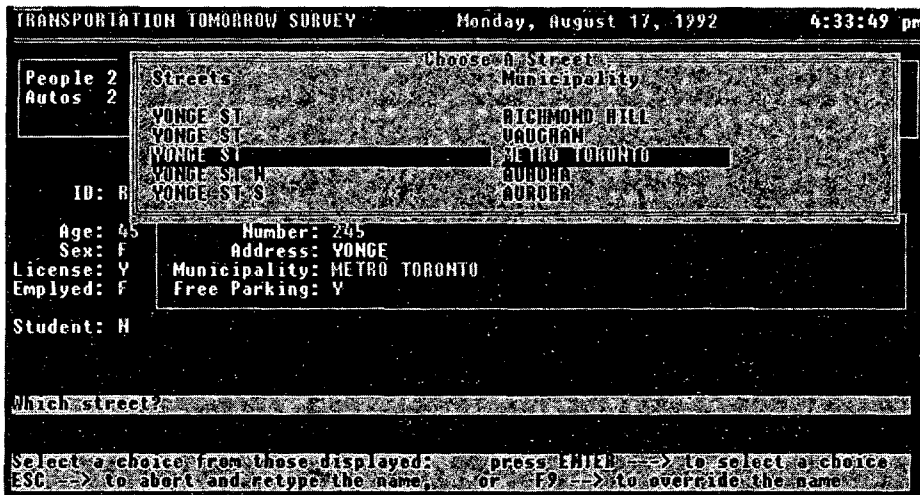 TRANSPORTATION TOMORROW SURVEY Monday, August 17, 1992 4:33:49 pm
Choose A Street
Streets Municipality
People 2
Autos 2
YONGE ST RICHMOND HILL
YONGE ST VAUGHAN
YONGE ST METRO TORONTO
YONGE ST N AURORA
YONGE ST S AURORA
ID: R
Age: 45 Number: 245
Sex: F Address: YONGE
License: Y Municipality: METRO TORONTO
Emplyed: F Free Parking: Y
Student: N
Which street?
Select a choice from those displayed: press ENTER ---> to select a choice
ESC --> to abort and retype the name, or F9 --> to override the name